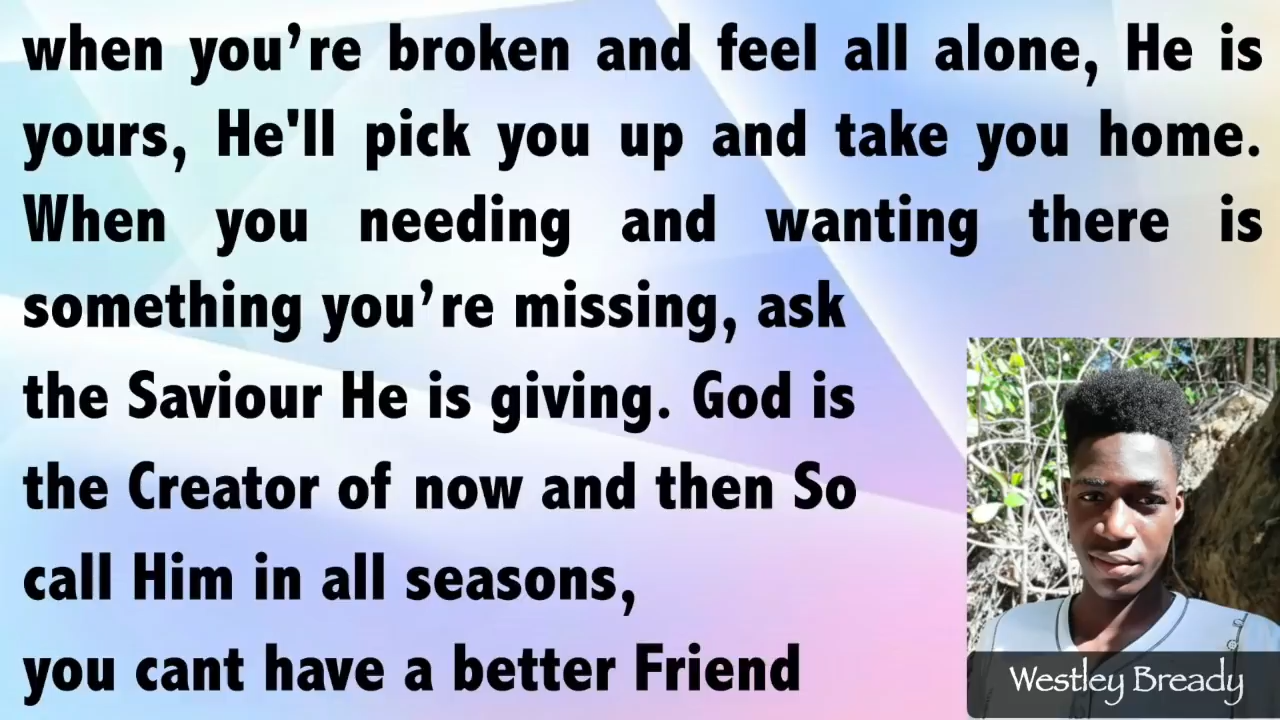 when you’re broken and feel all alone, He is
yours, He'll pick you up and take you home.
When you needing and wanting there is
something you’re missing, ask
the Saviour He is giving. God is
the Creator of now and then So
call Him in all seasons,
you cant have a better Friend
Westley Bready